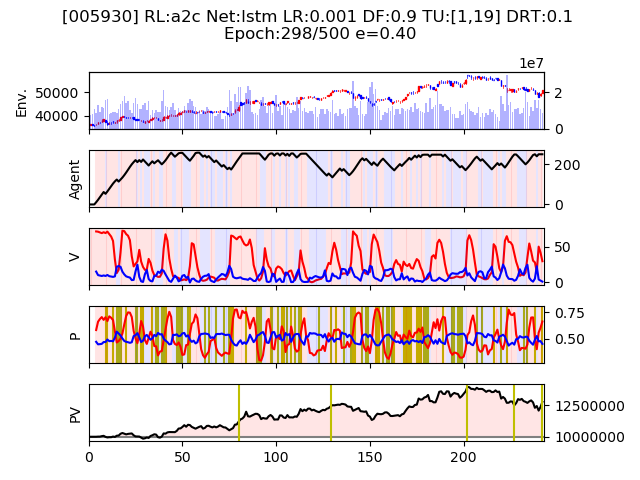 [005930] RL:a2c Net:lstm LR:0.001 DF:0.9 TU:[1,19] DRT:0.1
Epoch:298/500 e=0.40
1e7
Env.
50000
40000
2
0
Agent
200
0
V
50
0
P
0.75
0.50
PV
12500000
10000000
0 50 100 150 200